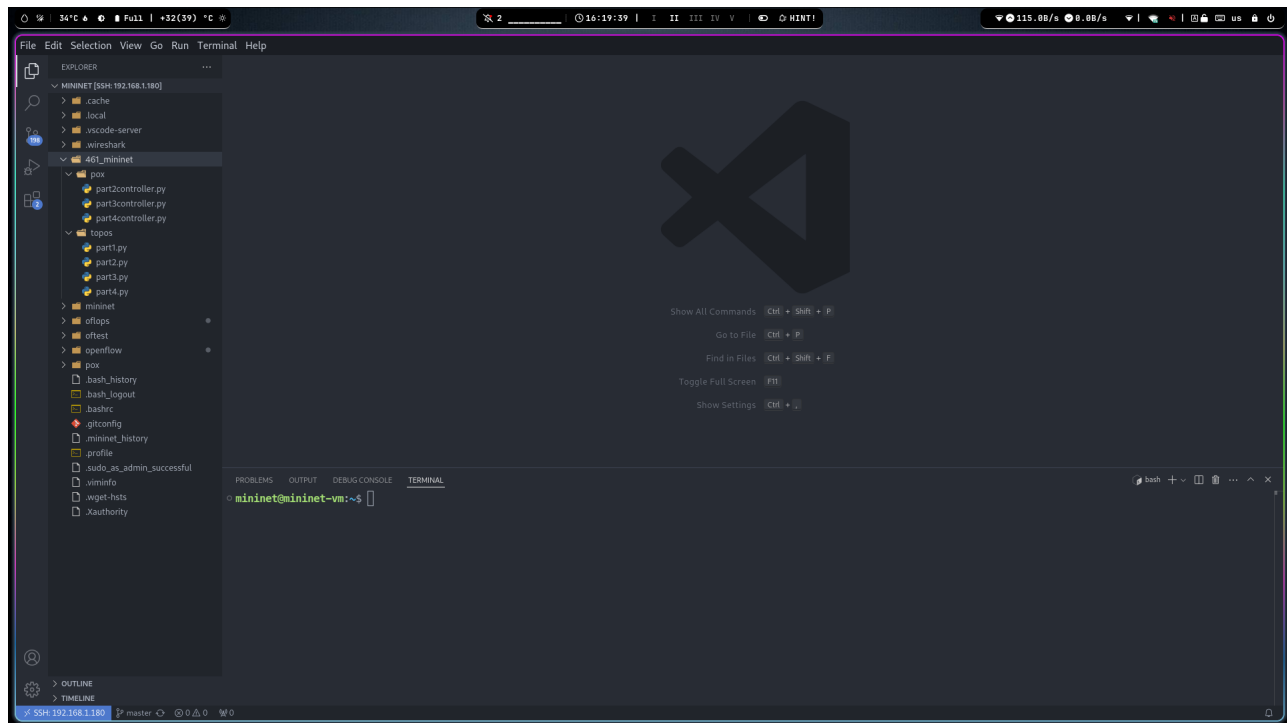 34°C Full | +32(39) °C
2 __________ | 16:19:39 | I II III IV V | HINT!
115.0B/s 0.0B/s | | us
File Edit Selection View Go Run Terminal Help
EXPLORER ...
MININET [SSH: 192.168.1.180]
.cache
.local
.vscode-server
.wireshark
461_mininet
pox
part2controller.py
part3controller.py
part4controller.py
topos
part1.py
part2.py
part3.py
part4.py
mininet
oflops
oftest
openflow
pox
.bash_history
.bash_logout
.bashrc
.gitconfig
.mininet_history
.profile
.sudo_as_admin_successful
.viminfo
.wget-hsts
.Xauthority
OUTLINE
TIMELINE
198
2
Show All Commands Ctrl + Shift + P
Go to File Ctrl + P
Find in Files Ctrl + Shift + F
Toggle Full Screen F11
Show Settings Ctrl + ,
PROBLEMS OUTPUT DEBUG CONSOLE TERMINAL bash
mininet@mininet-vm:~$
SSH: 192.168.1.180 master 0 0 0